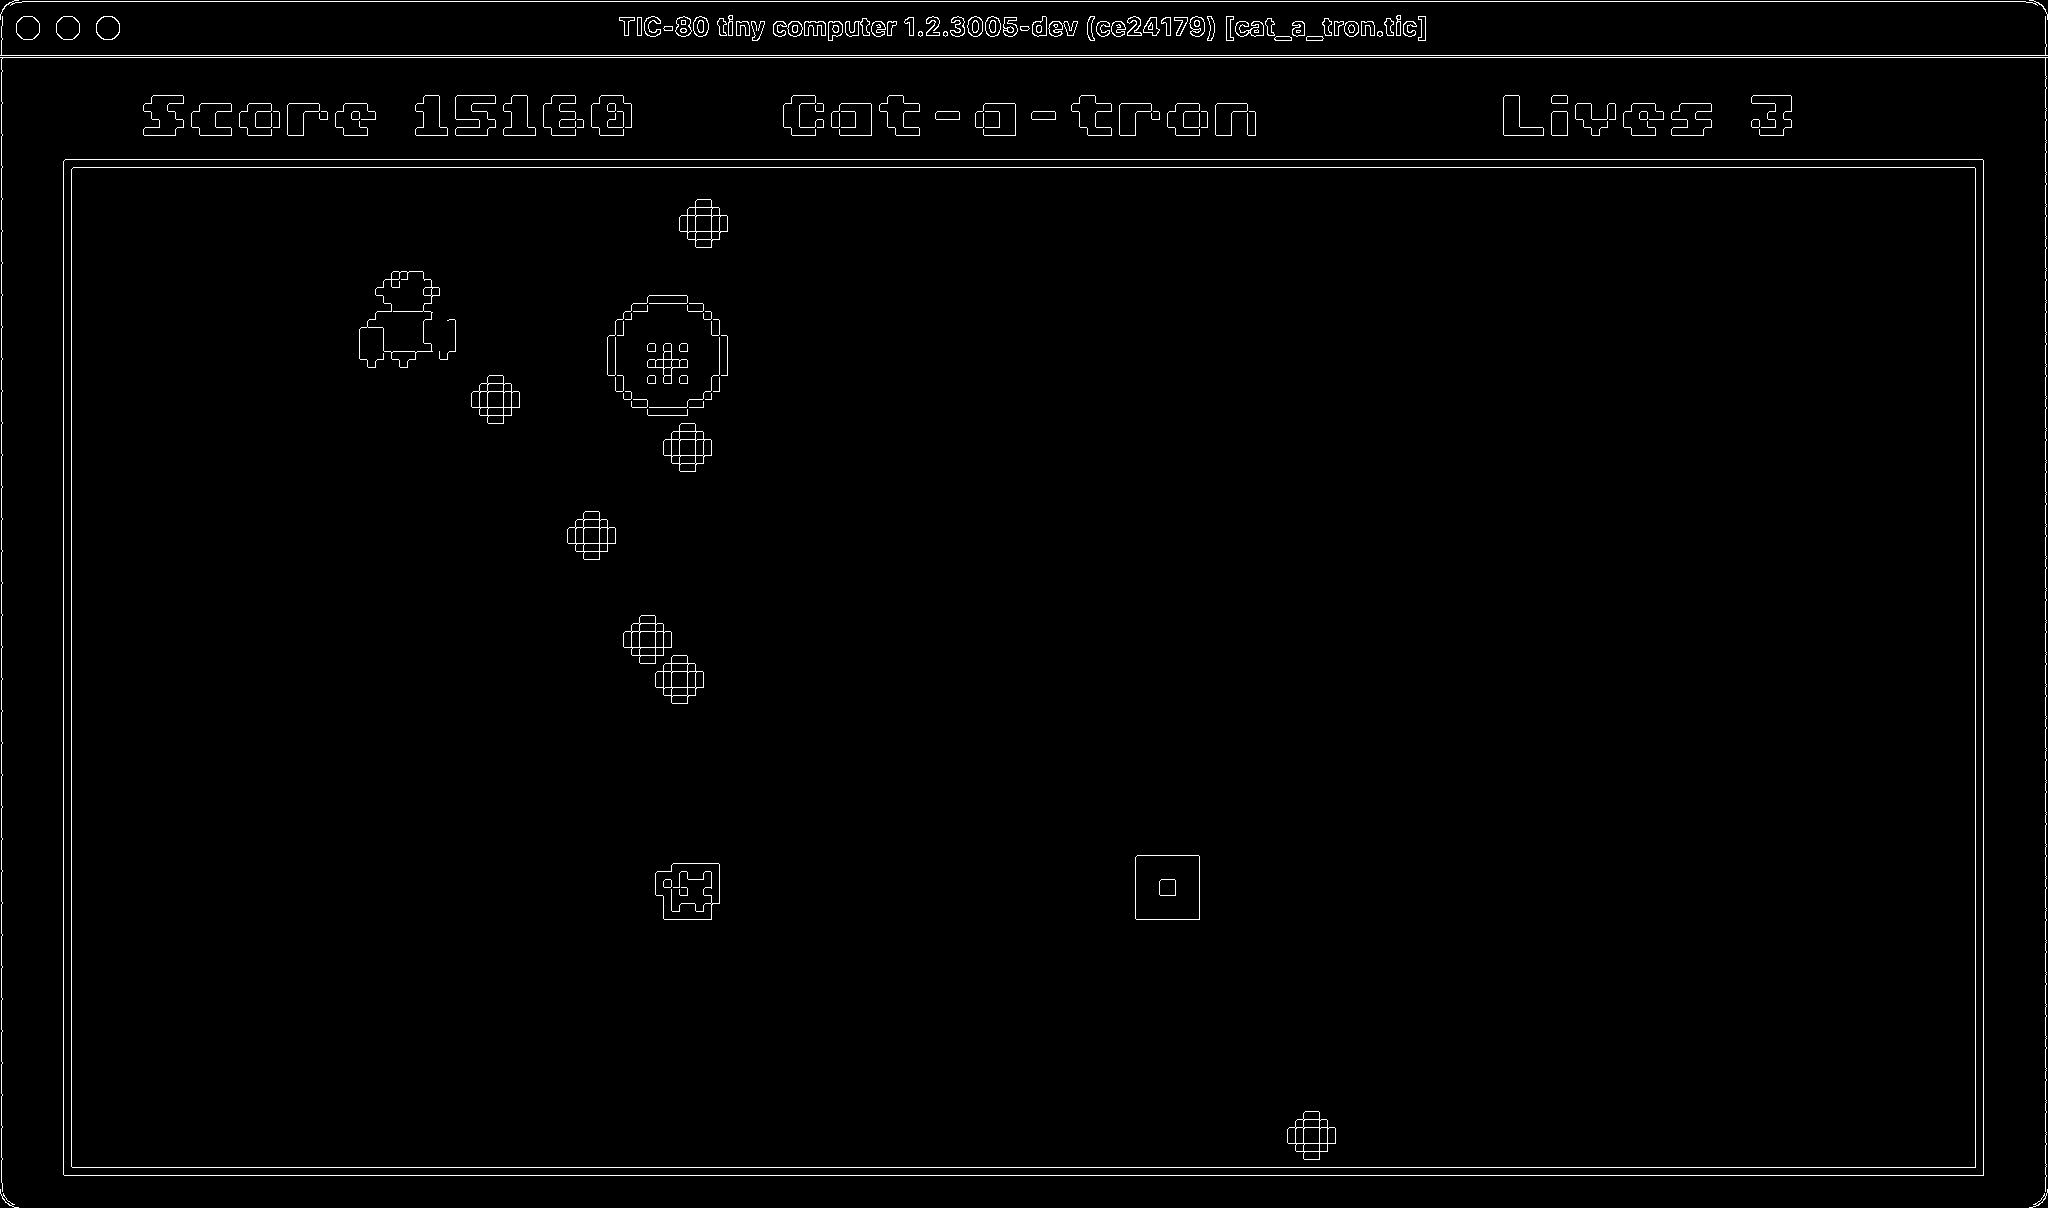 TIC-80 tiny computer 1.2.3005-dev (ce24179) [cat_a_tron.tic]
Score 15160 Cat-a-tron Lives 3